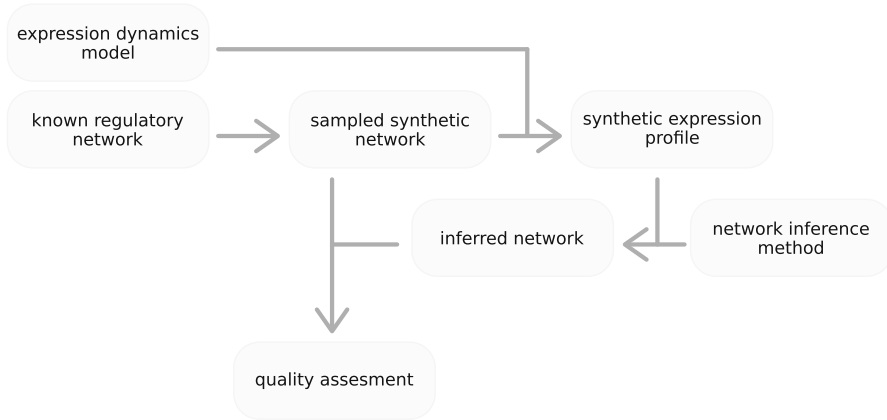 expression dynamics
model
known regulatory
network
sampled synthetic
network
synthetic expression
profile
inferred network
network inference
method
quality assesment